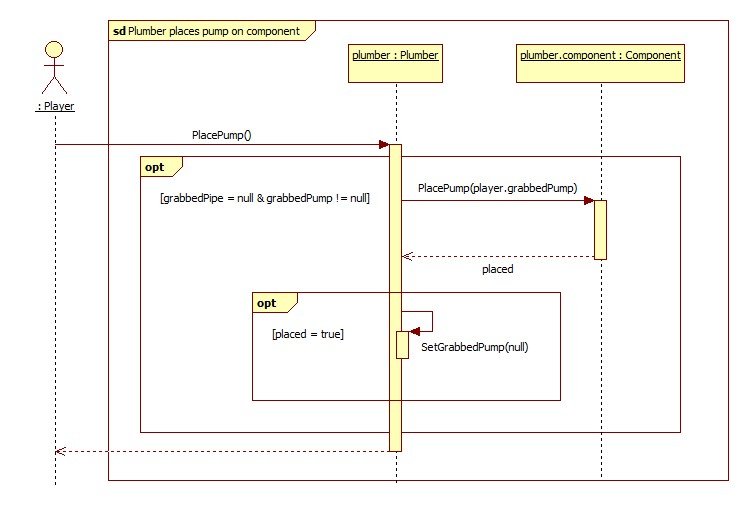 sd Plumber places pump on component
plumber : Plumber
plumber.component : Component
: Player
PlacePump()
opt
[grabbedPipe = null & grabbedPump != null]
PlacePump(player.grabbedPump)
placed
opt
[placed = true]
SetGrabbedPump(null)